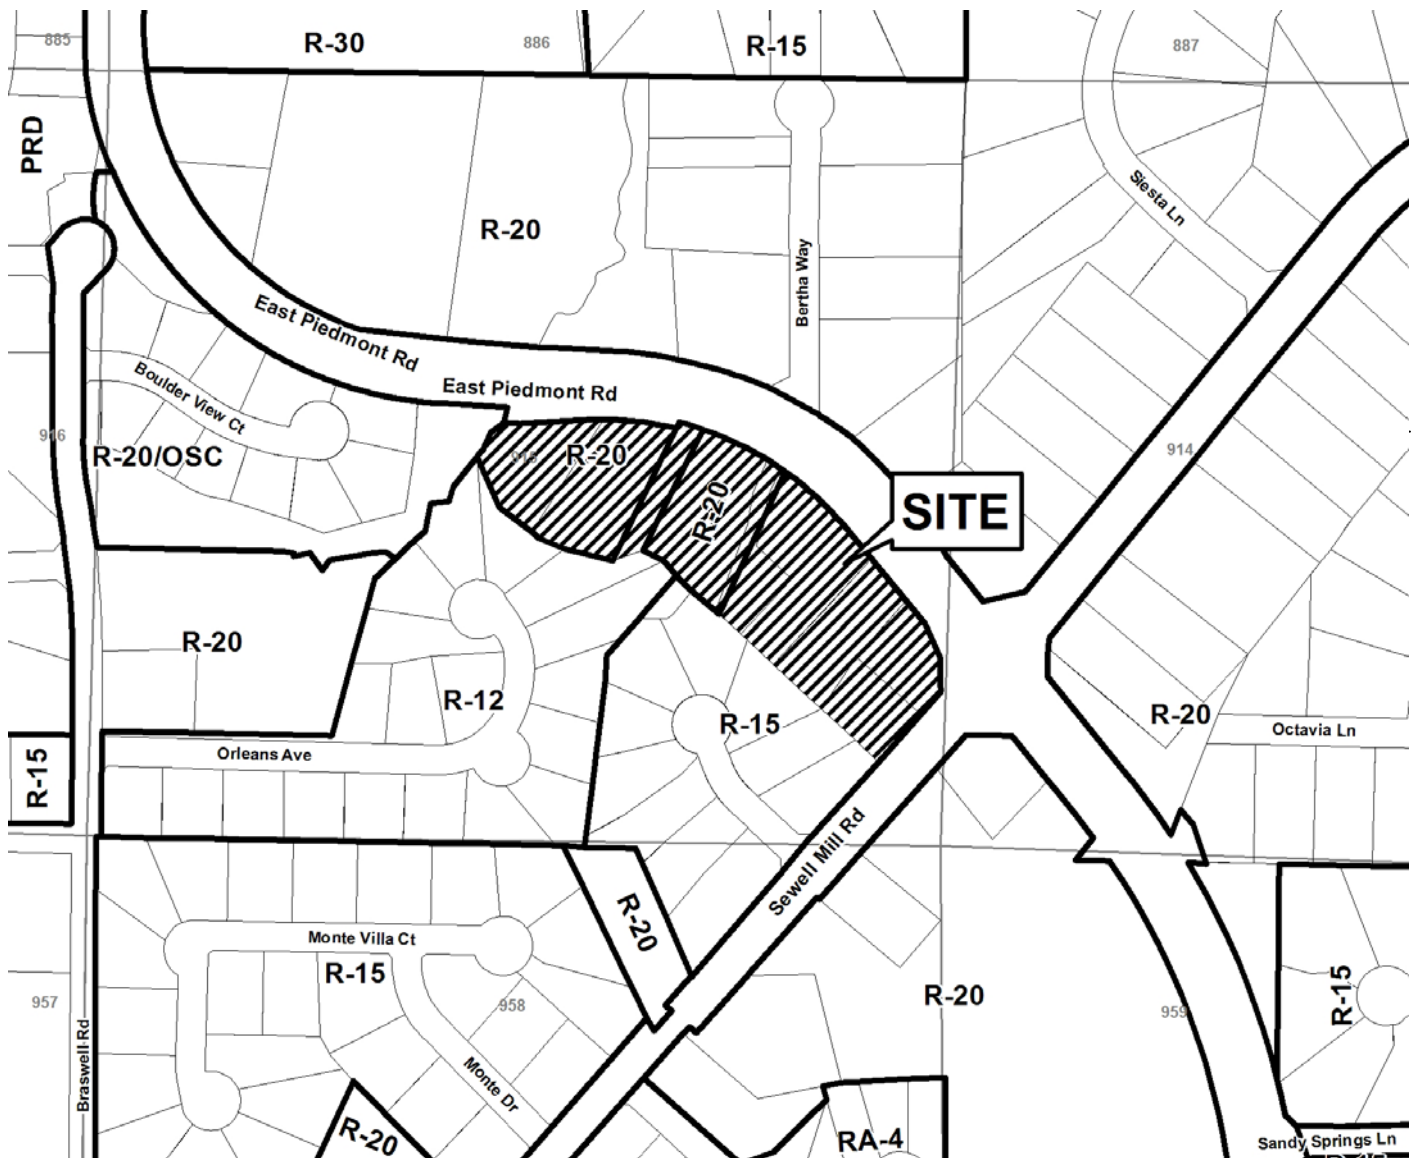 885
R-30
886
R-15
887
PRD
Siesta Ln
R-20
Bertha Way
East Piedmont Rd
East Piedmont Rd
Boulder View Ct
916
R-20/OSC
R-20
R-20
SITE
914
R-20
R-12
R-15
R-20
Octavia Ln
Orleans Ave
R-15
Sewell Mill Rd
R-20
Monte Villa Ct
R-15
957
958
R-20
959
R-15
Braswell Rd
Monte Dr
R-20
RA-4
Sandy Springs Ln